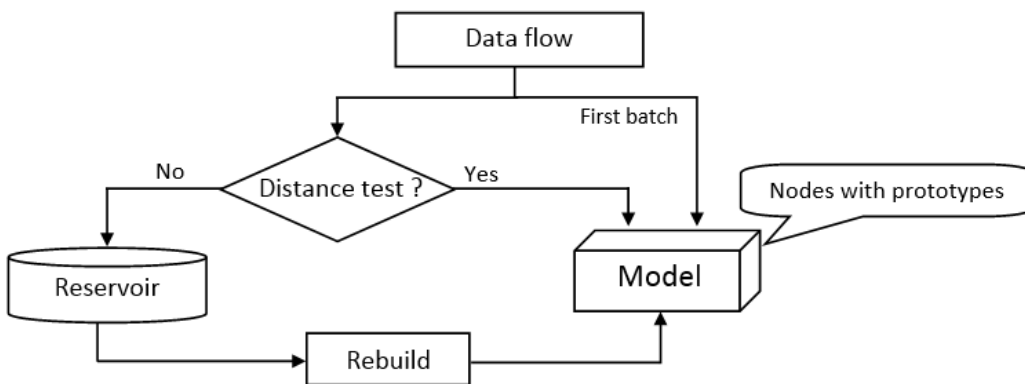 Data flow
First batch
No
Distance test ?
Yes
Nodes with prototypes
Reservoir
Model
Rebuild